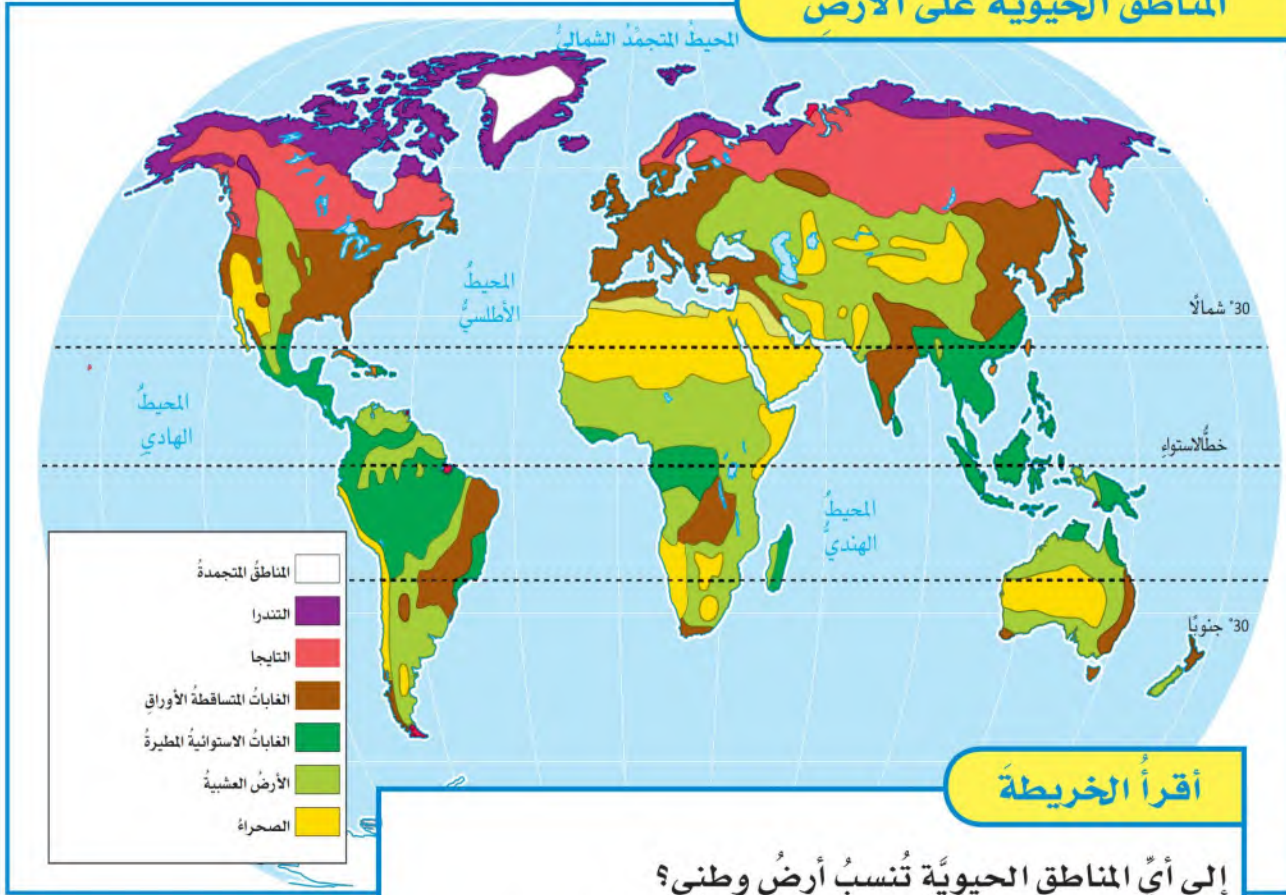 المناطق الحيوية على الأرضِ
المحيطُ المتجمّدُ الشماليُّ
المحيطُ
الأطلسيُّ
°30 شمالًا
المحيطُ
الهادي
خطُّ الاستواءِ
المحيطُ
الهنديُّ
°30 جنوبًا
المناطقُ المتجمدةُ
التندرا
التايجا
الغاباتُ المتساقطةُ الأوراقِ
الغاباتُ الاستوائيةُ المطيرةُ
الأرضُ العشبيةُ
الصحراءُ
أقرأُ الخريطةَ
إلى أيِّ المناطق الحيويَّة تُنسبُ أرضُ وطني؟